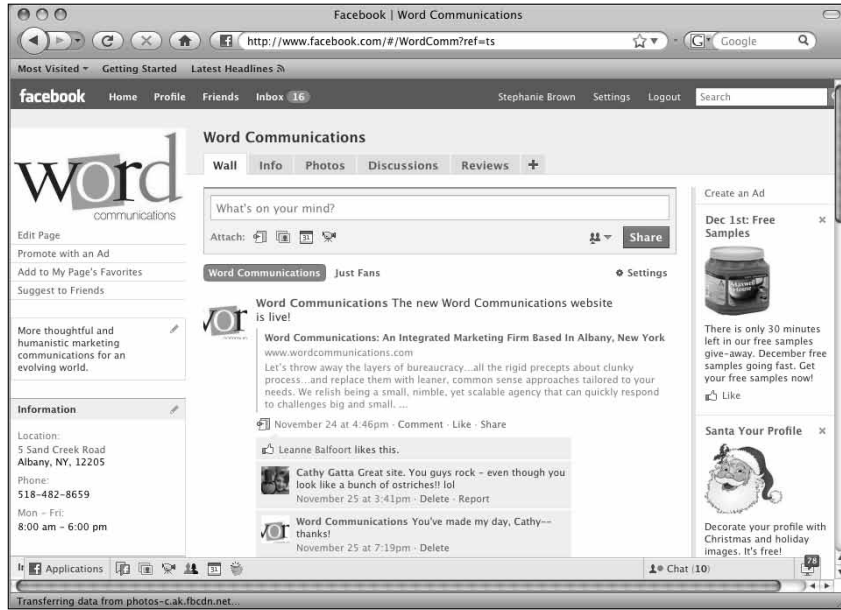 Facebook | Word Communications
http://www.facebook.com/#/WordComm?ref=ts
Google
Most Visited
Getting Started
Latest Headlines
facebook
Home
Profile
Friends
Inbox 16
Stephanie Brown
Settings
Logout
Search
word
communications
Edit Page
Promote with an Ad
Add to My Page's Favorites
Suggest to Friends
More thoughtful and
humanistic marketing
communications for an
evolving world.
Information
Location:
5 Sand Creek Road
Albany, NY, 12205
Phone:
518-482-8659
Mon – Fri:
8:00 am – 6:00 pm
Word Communications
Wall
Info
Photos
Discussions
Reviews
+
What's on your mind?
Attach:
31
Share
Word Communications
Just Fans
Settings
Word Communications The new Word Communications website
is live!
Word Communications: An Integrated Marketing Firm Based In Albany, New York
www.wordcommunications.com
Let's throw away the layers of bureaucracy...all the rigid precepts about clunky
process...and replace them with leaner, common sense approaches tailored to your
needs. We relish being a small, nimble, yet scalable agency that can quickly respond
to challenges big and small. ...
November 24 at 4:46pm · Comment · Like · Share
Leanne Balfoort likes this.
Cathy Gatta Great site. You guys rock – even though you
look like a bunch of ostriches!! lol
November 25 at 3:41pm · Delete · Report
Word Communications You've made my day, Cathy--
thanks!
November 25 at 7:19pm · Delete
Create an Ad
Dec 1st: Free
Samples
There is only 30 minutes
left in our free samples
give-away. December free
samples going fast. Get
your free samples now!
Like
Santa Your Profile
Decorate your profile with
Christmas and holiday
images. It's free!
Applications
31
Chat (10)
78
Transferring data from photos-c.ak.fbcdn.net...